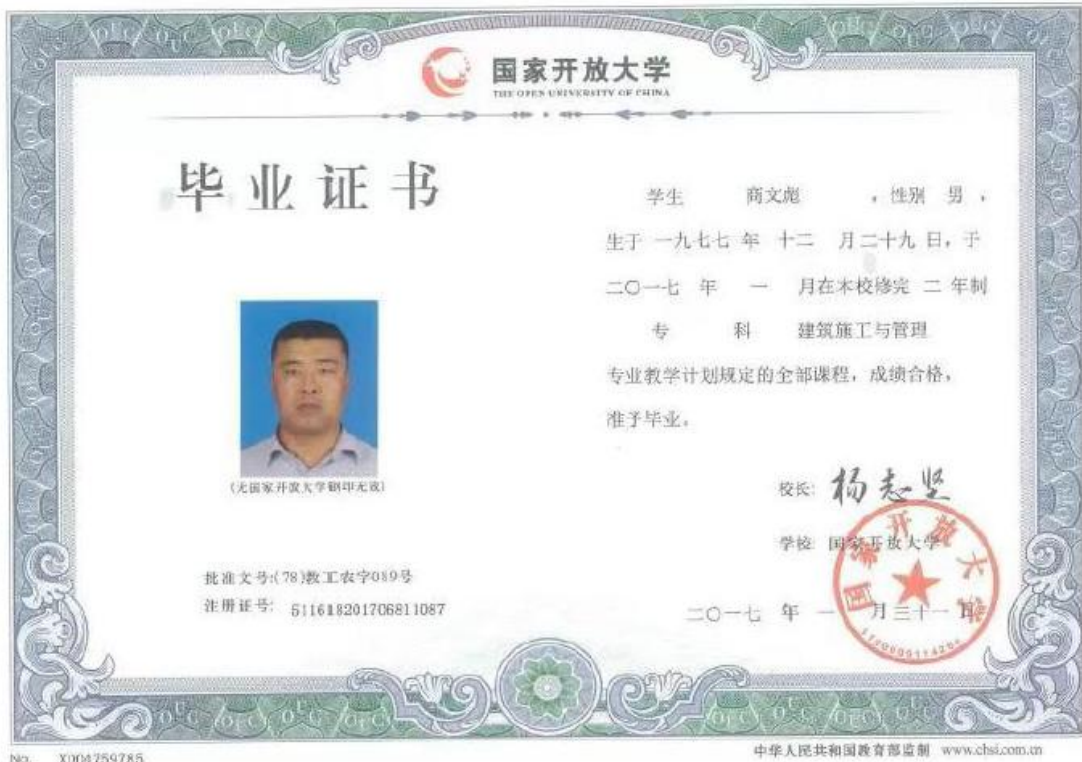 国家开放大学
THE OPEN UNIVERSITY OF CHINA
毕业证书
学生 商文彪 ，性别 男，
生于 一九七七 年 十二 月二十九 日，于
二〇一七 年 一 月在本校修完 二 年制
专 科 建筑施工与管理
专业教学计划规定的全部课程，成绩合格，
准予毕业。
(无国家开放大学钢印无效)
校长: 杨志坚
学校: 国家开放大学
批准文号:(78)教工农字089号
注册证号: 511618201706811087
二〇一七 年 一 月三十一日
国家开放大学
No. X004759785
中华人民共和国教育部监制 www.chsi.com.cn